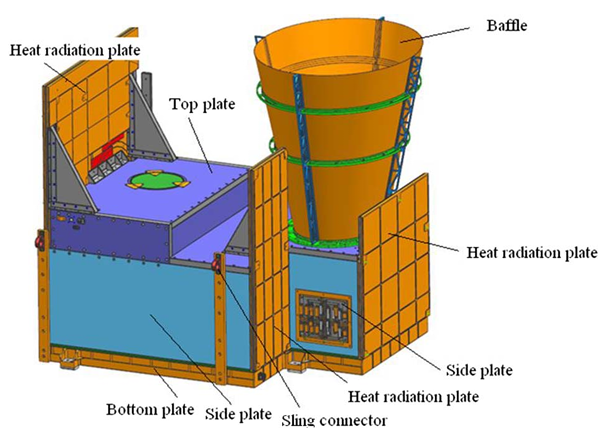 Baffle
Heat radiation plate
Top plate
Heat radiation plate
Side plate
Heat radiation plate
Bottom plate
Side plate
Sling connector